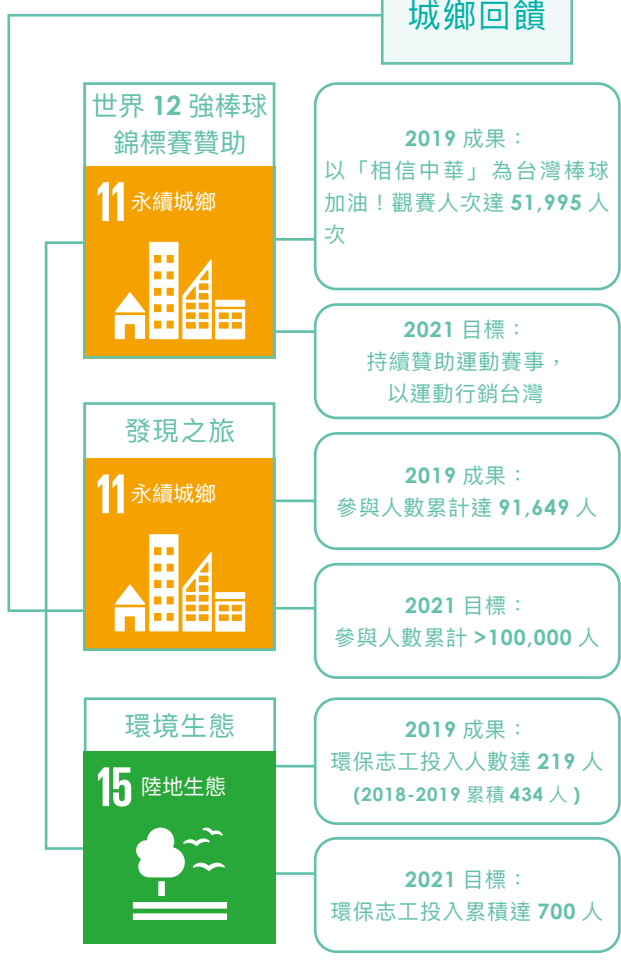 城鄉回饋
世界 12 強棒球
錦標賽贊助
11 永續城鄉
2019 成果：
以「相信中華」為台灣棒球
加油！觀賽人次達 51,995 人
次
2021 目標：
持續贊助運動賽事，
以運動行銷台灣
發現之旅
11 永續城鄉
2019 成果：
參與人數累計達 91,649 人
2021 目標：
參與人數累計 >100,000 人
環境生態
15 陸地生態
2019 成果：
環保志工投入人數達 219 人
(2018-2019 累積 434 人 )
2021 目標：
環保志工投入累積達 700 人